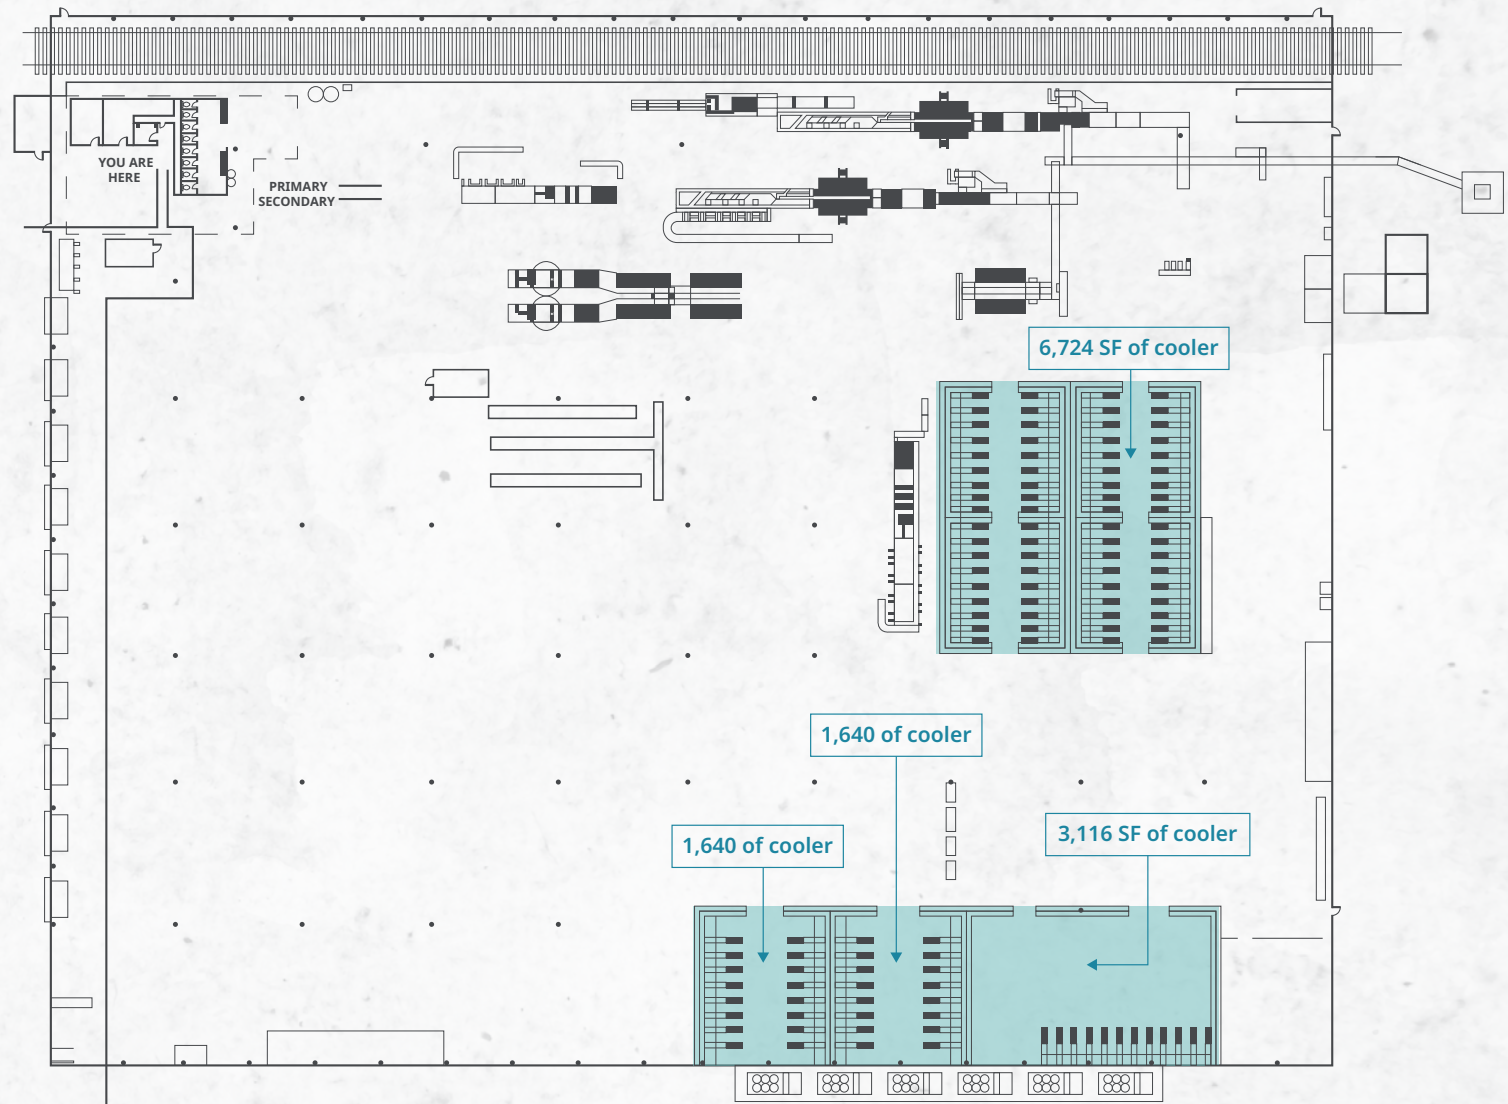 YOU ARE
HERE
PRIMARY
SECONDARY
6,724 SF of cooler
1,640 of cooler
1,640 of cooler
3,116 SF of cooler